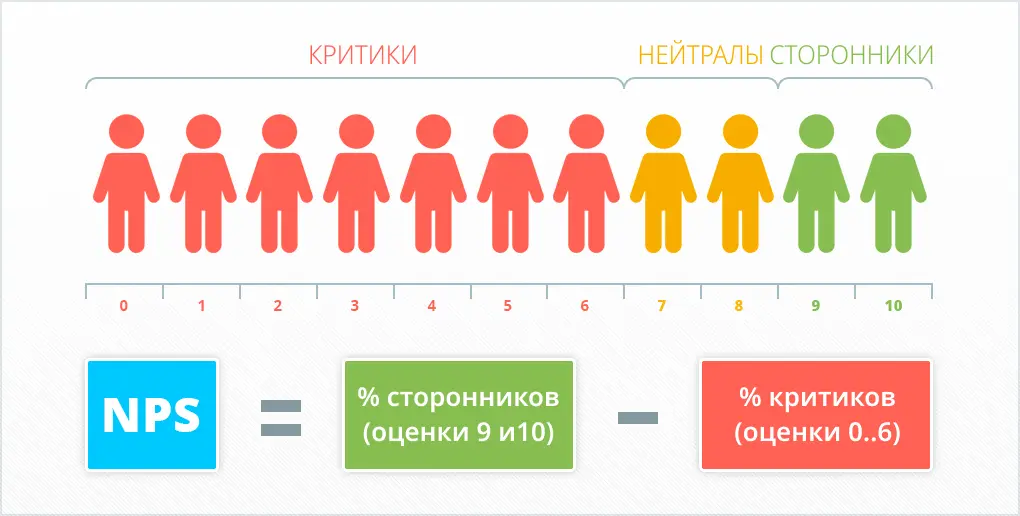 КРИТИКИ НЕЙТРАЛЫ СТОРОННИКИ
0 1 2 3 4 5 6 7 8 9 10
NPS = % сторонников
(оценки 9 и10) – % критиков
(оценки 0..6)